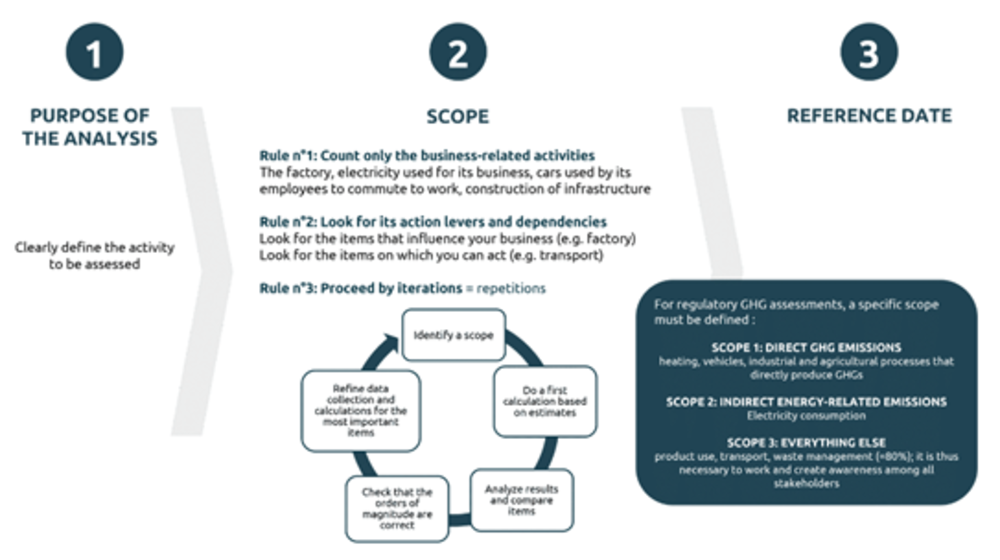 1
PURPOSE OF
THE ANALYSIS
Clearly define the activity
to be assessed
2
SCOPE
Rule n°1: Count only the business-related activities
The factory, electricity used for its business, cars used by its
employees to commute to work, construction of infrastructure
Rule n°2: Look for its action levers and dependencies
Look for the items that influence your business (e.g. factory)
Look for the items on which you can act (e.g. transport)
Rule n°3: Proceed by iterations = repetitions
Identify a scope
Do a first
calculation based
on estimates
Analyze results
and compare
items
Check that the
orders of
magnitude are
correct
Refine data
collection and
calculations for the
most important
items
3
REFERENCE DATE
For regulatory GHG assessments, a specific scope
must be defined :
SCOPE 1: DIRECT GHG EMISSIONS
heating, vehicles, industrial and agricultural processes that
directly produce GHGs
SCOPE 2: INDIRECT ENERGY-RELATED EMISSIONS
Electricity consumption
SCOPE 3: EVERYTHING ELSE
product use, transport, waste management (≈80%); it is thus
necessary to work and create awareness among all
stakeholders